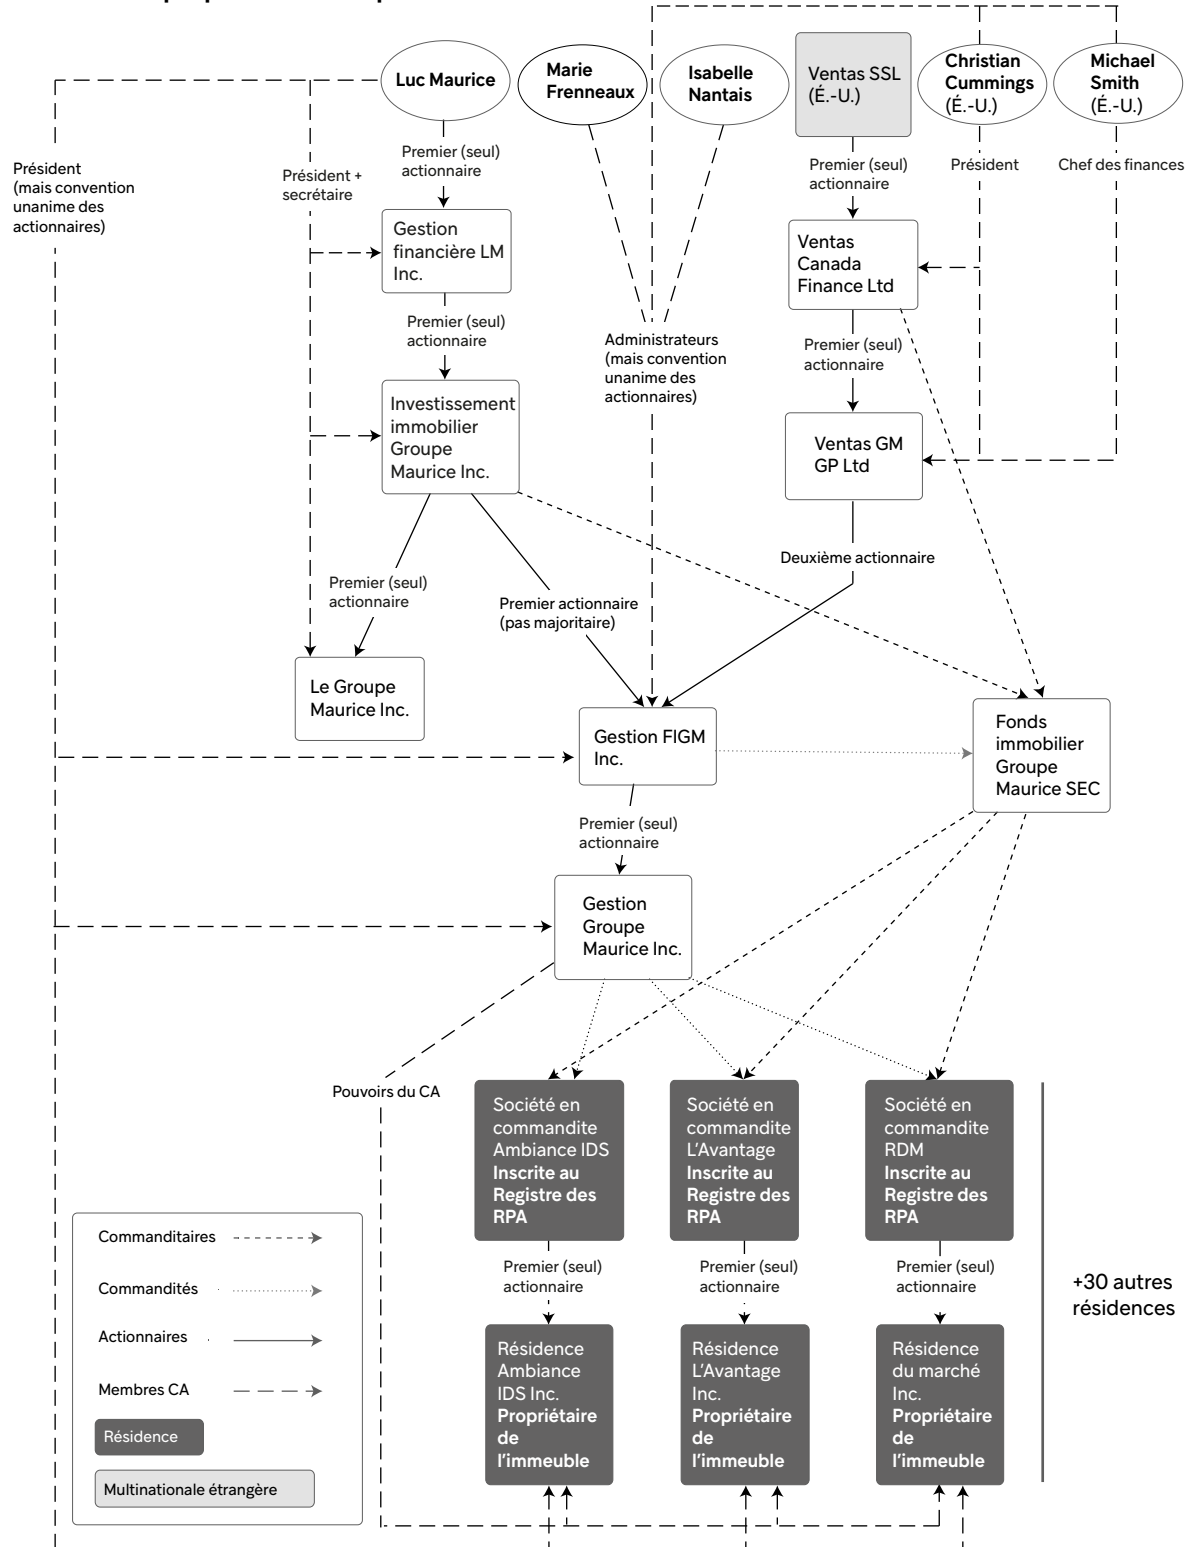 Luc Maurice
Marie
Frenneaux
Isabelle
Nantais
Ventas SSL
(É.-U.)
Christian
Cummings
(É.-U.)
Michael
Smith
(É.-U.)
Président
(mais convention
unanime des
actionnaires)
Président +
secrétaire
Premier (seul)
actionnaire
Premier (seul)
actionnaire
Président
Chef des finances
Gestion
financière LM
Inc.
Ventas
Canada
Finance Ltd
Premier (seul)
actionnaire
Administrateurs
(mais convention
unanime des
actionnaires)
Premier (seul)
actionnaire
Investissement
immobilier
Groupe
Maurice Inc.
Ventas GM
GP Ltd
Premier (seul)
actionnaire
Premier actionnaire
(pas majoritaire)
Deuxième actionnaire
Le Groupe
Maurice Inc.
Gestion FIGM
Inc.
Fonds
immobilier
Groupe
Maurice SEC
Premier (seul)
actionnaire
Gestion
Groupe
Maurice Inc.
Pouvoirs du CA
Société en
commandite
Ambiance IDS
Inscrite au
Registre des
RPA
Société en
commandite
L'Avantage
Inscrite au
Registre des
RPA
Société en
commandite
RDM
Inscrite au
Registre des
RPA
Premier (seul)
actionnaire
Premier (seul)
actionnaire
Premier (seul)
actionnaire
+30 autres
résidences
Résidence
Ambiance
IDS Inc.
Propriétaire
de
l'immeuble
Résidence
L'Avantage
Inc.
Propriétaire
de
l'immeuble
Résidence
du marché
Inc.
Propriétaire
de
l'immeuble
Commanditaires
Commandités
Actionnaires
Membres CA
Résidence
Multinationale étrangère